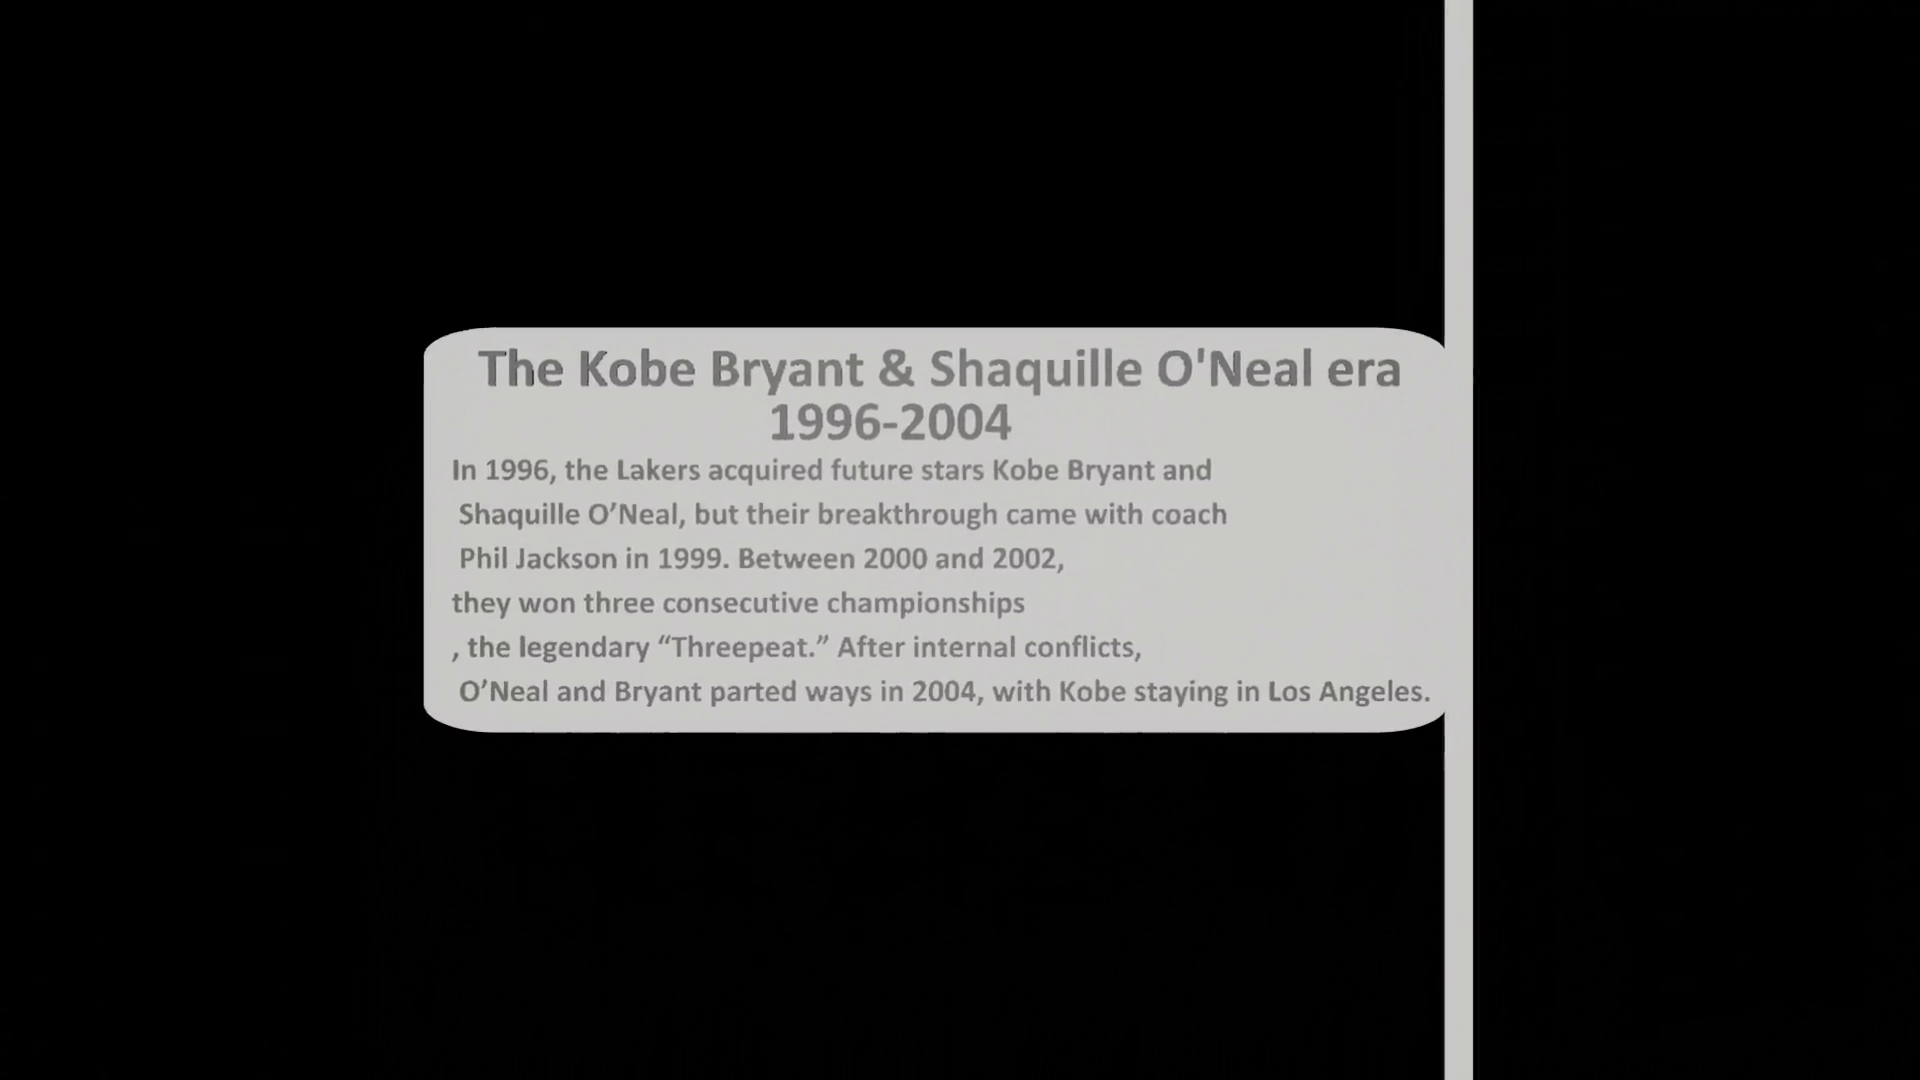 The Kobe Bryant & Shaquille O'Neal era
1996-2004
In 1996, the Lakers acquired future stars Kobe Bryant and
Shaquille O’Neal, but their breakthrough came with coach
Phil Jackson in 1999. Between 2000 and 2002,
they won three consecutive championships
, the legendary “Threepeat.” After internal conflicts,
O’Neal and Bryant parted ways in 2004, with Kobe staying in Los Angeles.